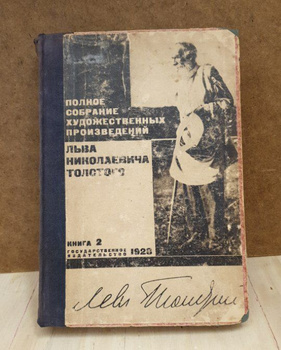 ПОЛНОЕ
СОБРАНИЕ
ХУДОЖЕСТВЕННЫХ
ПРОИЗВЕДЕНИЙ
ЛЬВА
НИКОЛАЕВИЧА
ТОЛСТОГО
КНИГА 2
ГОСУДАРСТВЕННОЕ
ИЗДАТЕЛЬСТВО 1928
Левъ Толстой